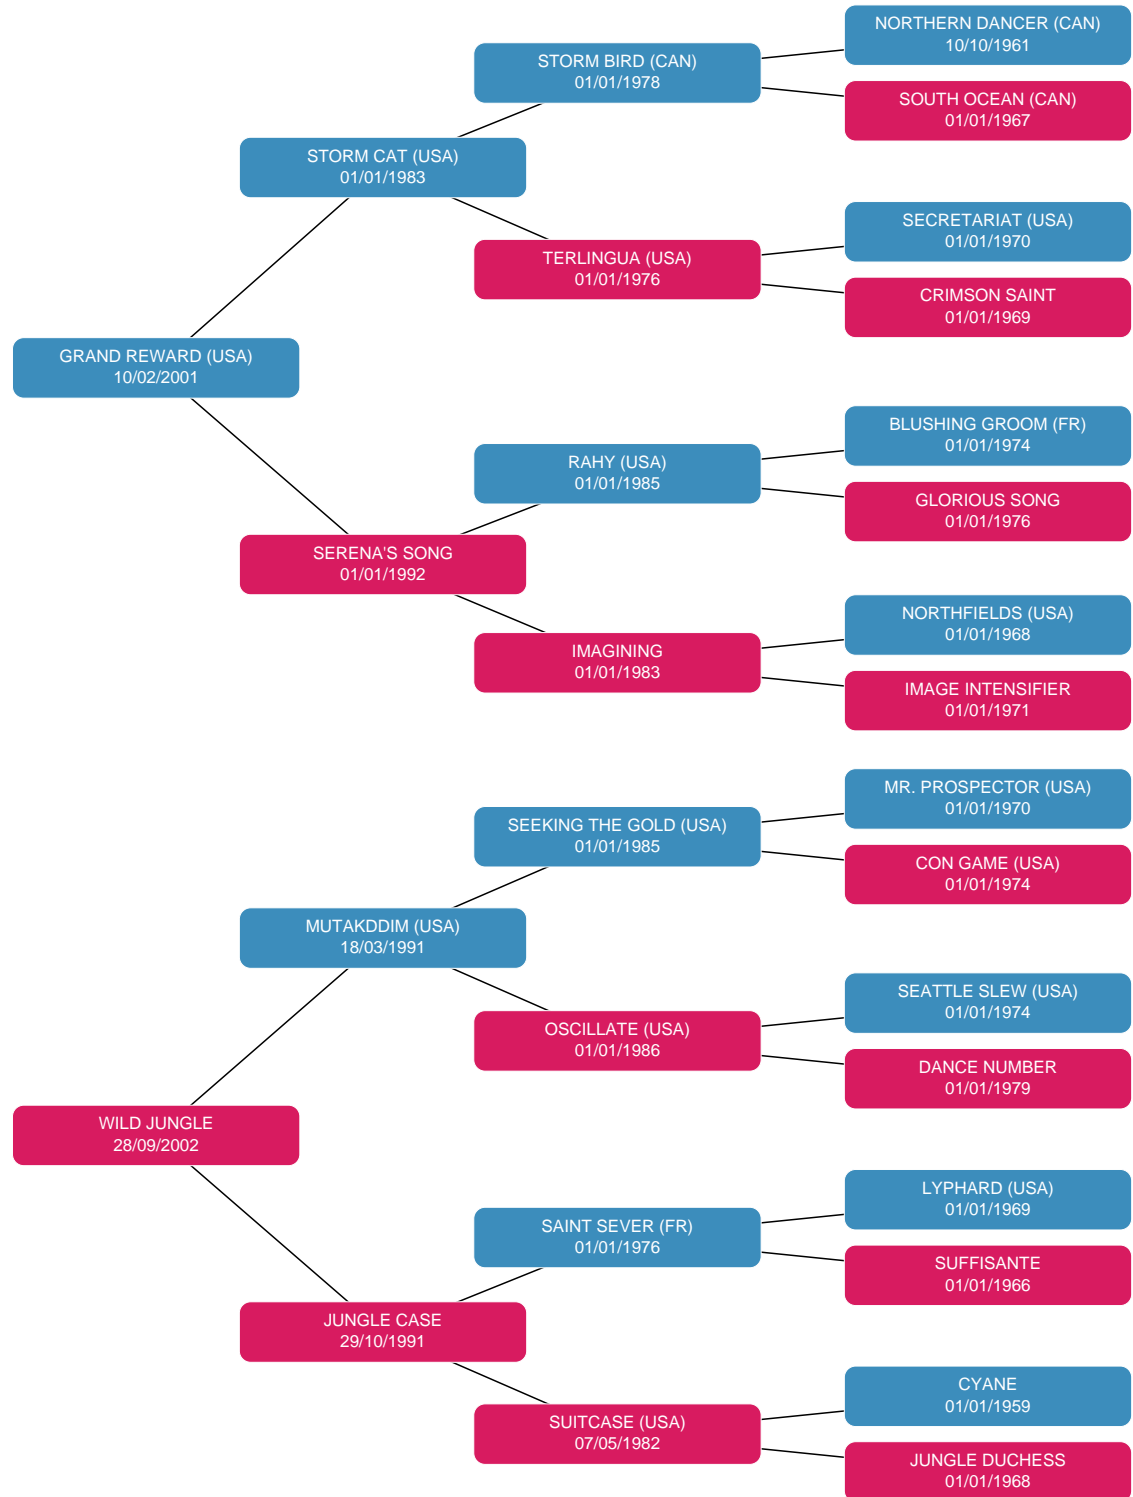 NORTHERN DANCER (CAN)
10/10/1961
STORM BIRD (CAN)
01/01/1978
SOUTH OCEAN (CAN)
01/01/1967
STORM CAT (USA)
01/01/1983
SECRETARIAT (USA)
01/01/1970
TERLINGUA (USA)
01/01/1976
CRIMSON SAINT
01/01/1969
GRAND REWARD (USA)
10/02/2001
BLUSHING GROOM (FR)
01/01/1974
RAHY (USA)
01/01/1985
GLORIOUS SONG
01/01/1976
SERENA'S SONG
01/01/1992
NORTHFIELDS (USA)
01/01/1968
IMAGINING
01/01/1983
IMAGE INTENSIFIER
01/01/1971
MR. PROSPECTOR (USA)
01/01/1970
SEEKING THE GOLD (USA)
01/01/1985
CON GAME (USA)
01/01/1974
MUTAKDDIM (USA)
18/03/1991
SEATTLE SLEW (USA)
01/01/1974
OSCILLATE (USA)
01/01/1986
DANCE NUMBER
01/01/1979
WILD JUNGLE
28/09/2002
LYPHARD (USA)
01/01/1969
SAINT SEVER (FR)
01/01/1976
SUFFISANTE
01/01/1966
JUNGLE CASE
29/10/1991
CYANE
01/01/1959
SUITCASE (USA)
07/05/1982
JUNGLE DUCHESS
01/01/1968